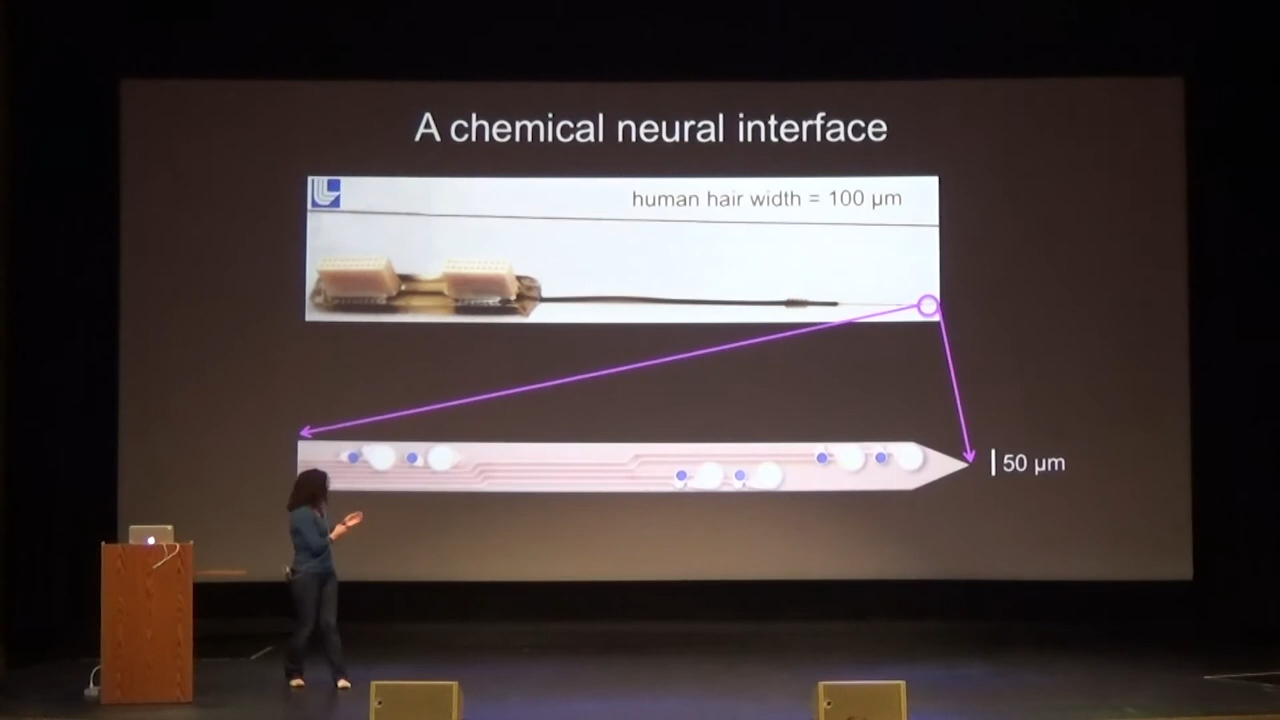 A chemical neural interface
human hair width = 100 µm
50 µm